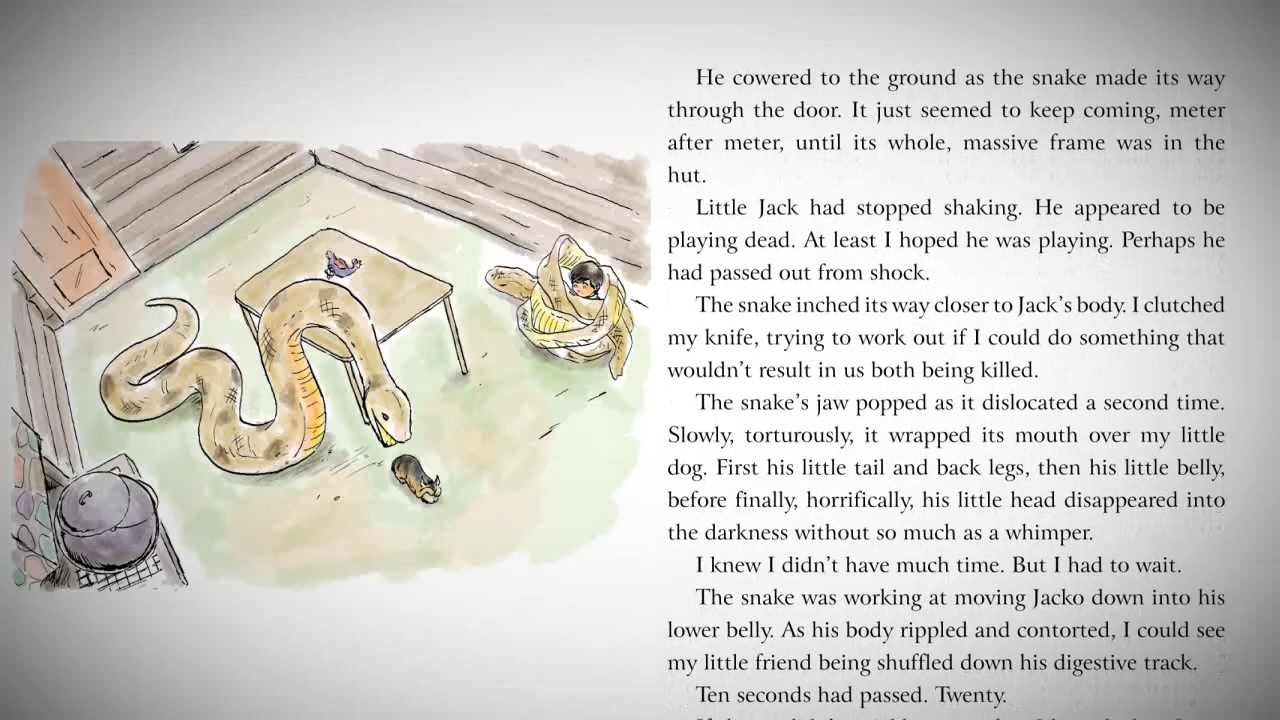 He cowered to the ground as the snake made its way
through the door. It just seemed to keep coming, meter
after meter, until its whole, massive frame was in the
hut.
Little Jack had stopped shaking. He appeared to be
playing dead. At least I hoped he was playing. Perhaps he
had passed out from shock.
The snake inched its way closer to Jack’s body. I clutched
my knife, trying to work out if I could do something that
wouldn’t result in us both being killed.
The snake’s jaw popped as it dislocated a second time.
Slowly, torturously, it wrapped its mouth over my little
dog. First his little tail and back legs, then his little belly,
before finally, horrifically, his little head disappeared into
the darkness without so much as a whimper.
I knew I didn’t have much time. But I had to wait.
The snake was working at moving Jacko down into his
lower belly. As his body rippled and contorted, I could see
my little friend being shuffled down his digestive track.
Ten seconds had passed. Twenty.